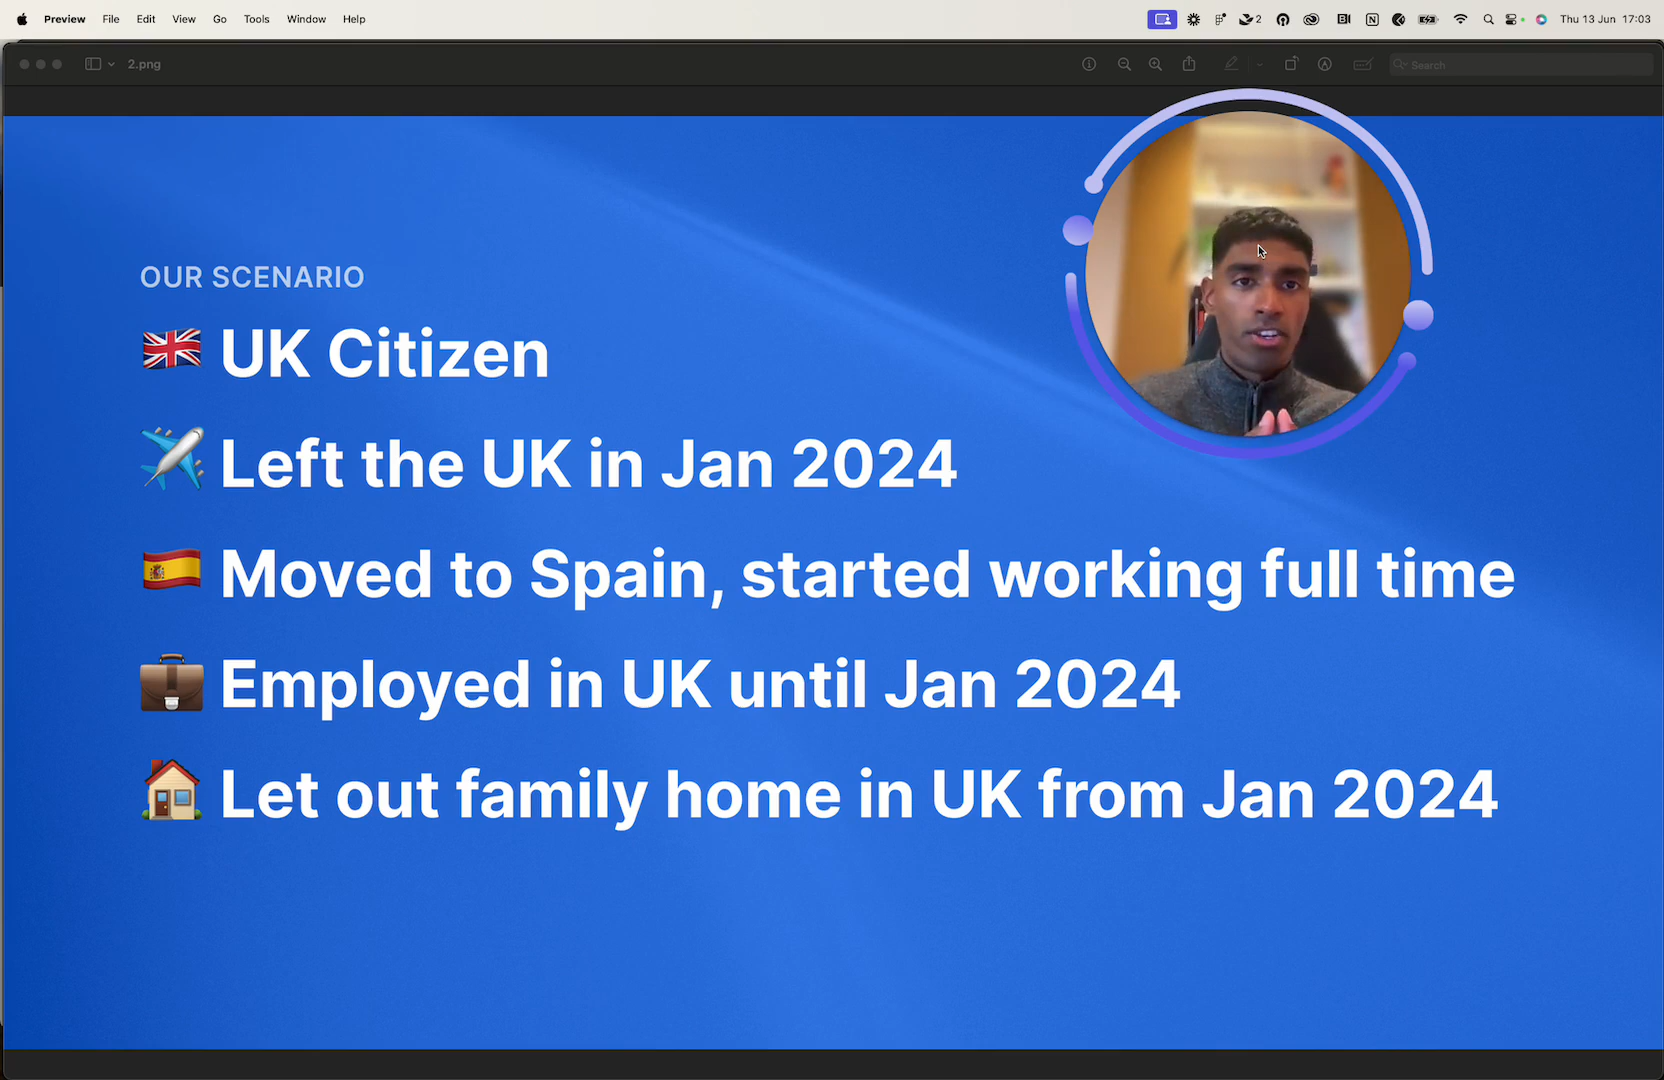 Preview File Edit View Go Tools Window Help 2 Thu 13 Jun 17:03
2.png Search
OUR SCENARIO
UK Citizen
Left the UK in Jan 2024
Moved to Spain, started working full time
Employed in UK until Jan 2024
Let out family home in UK from Jan 2024